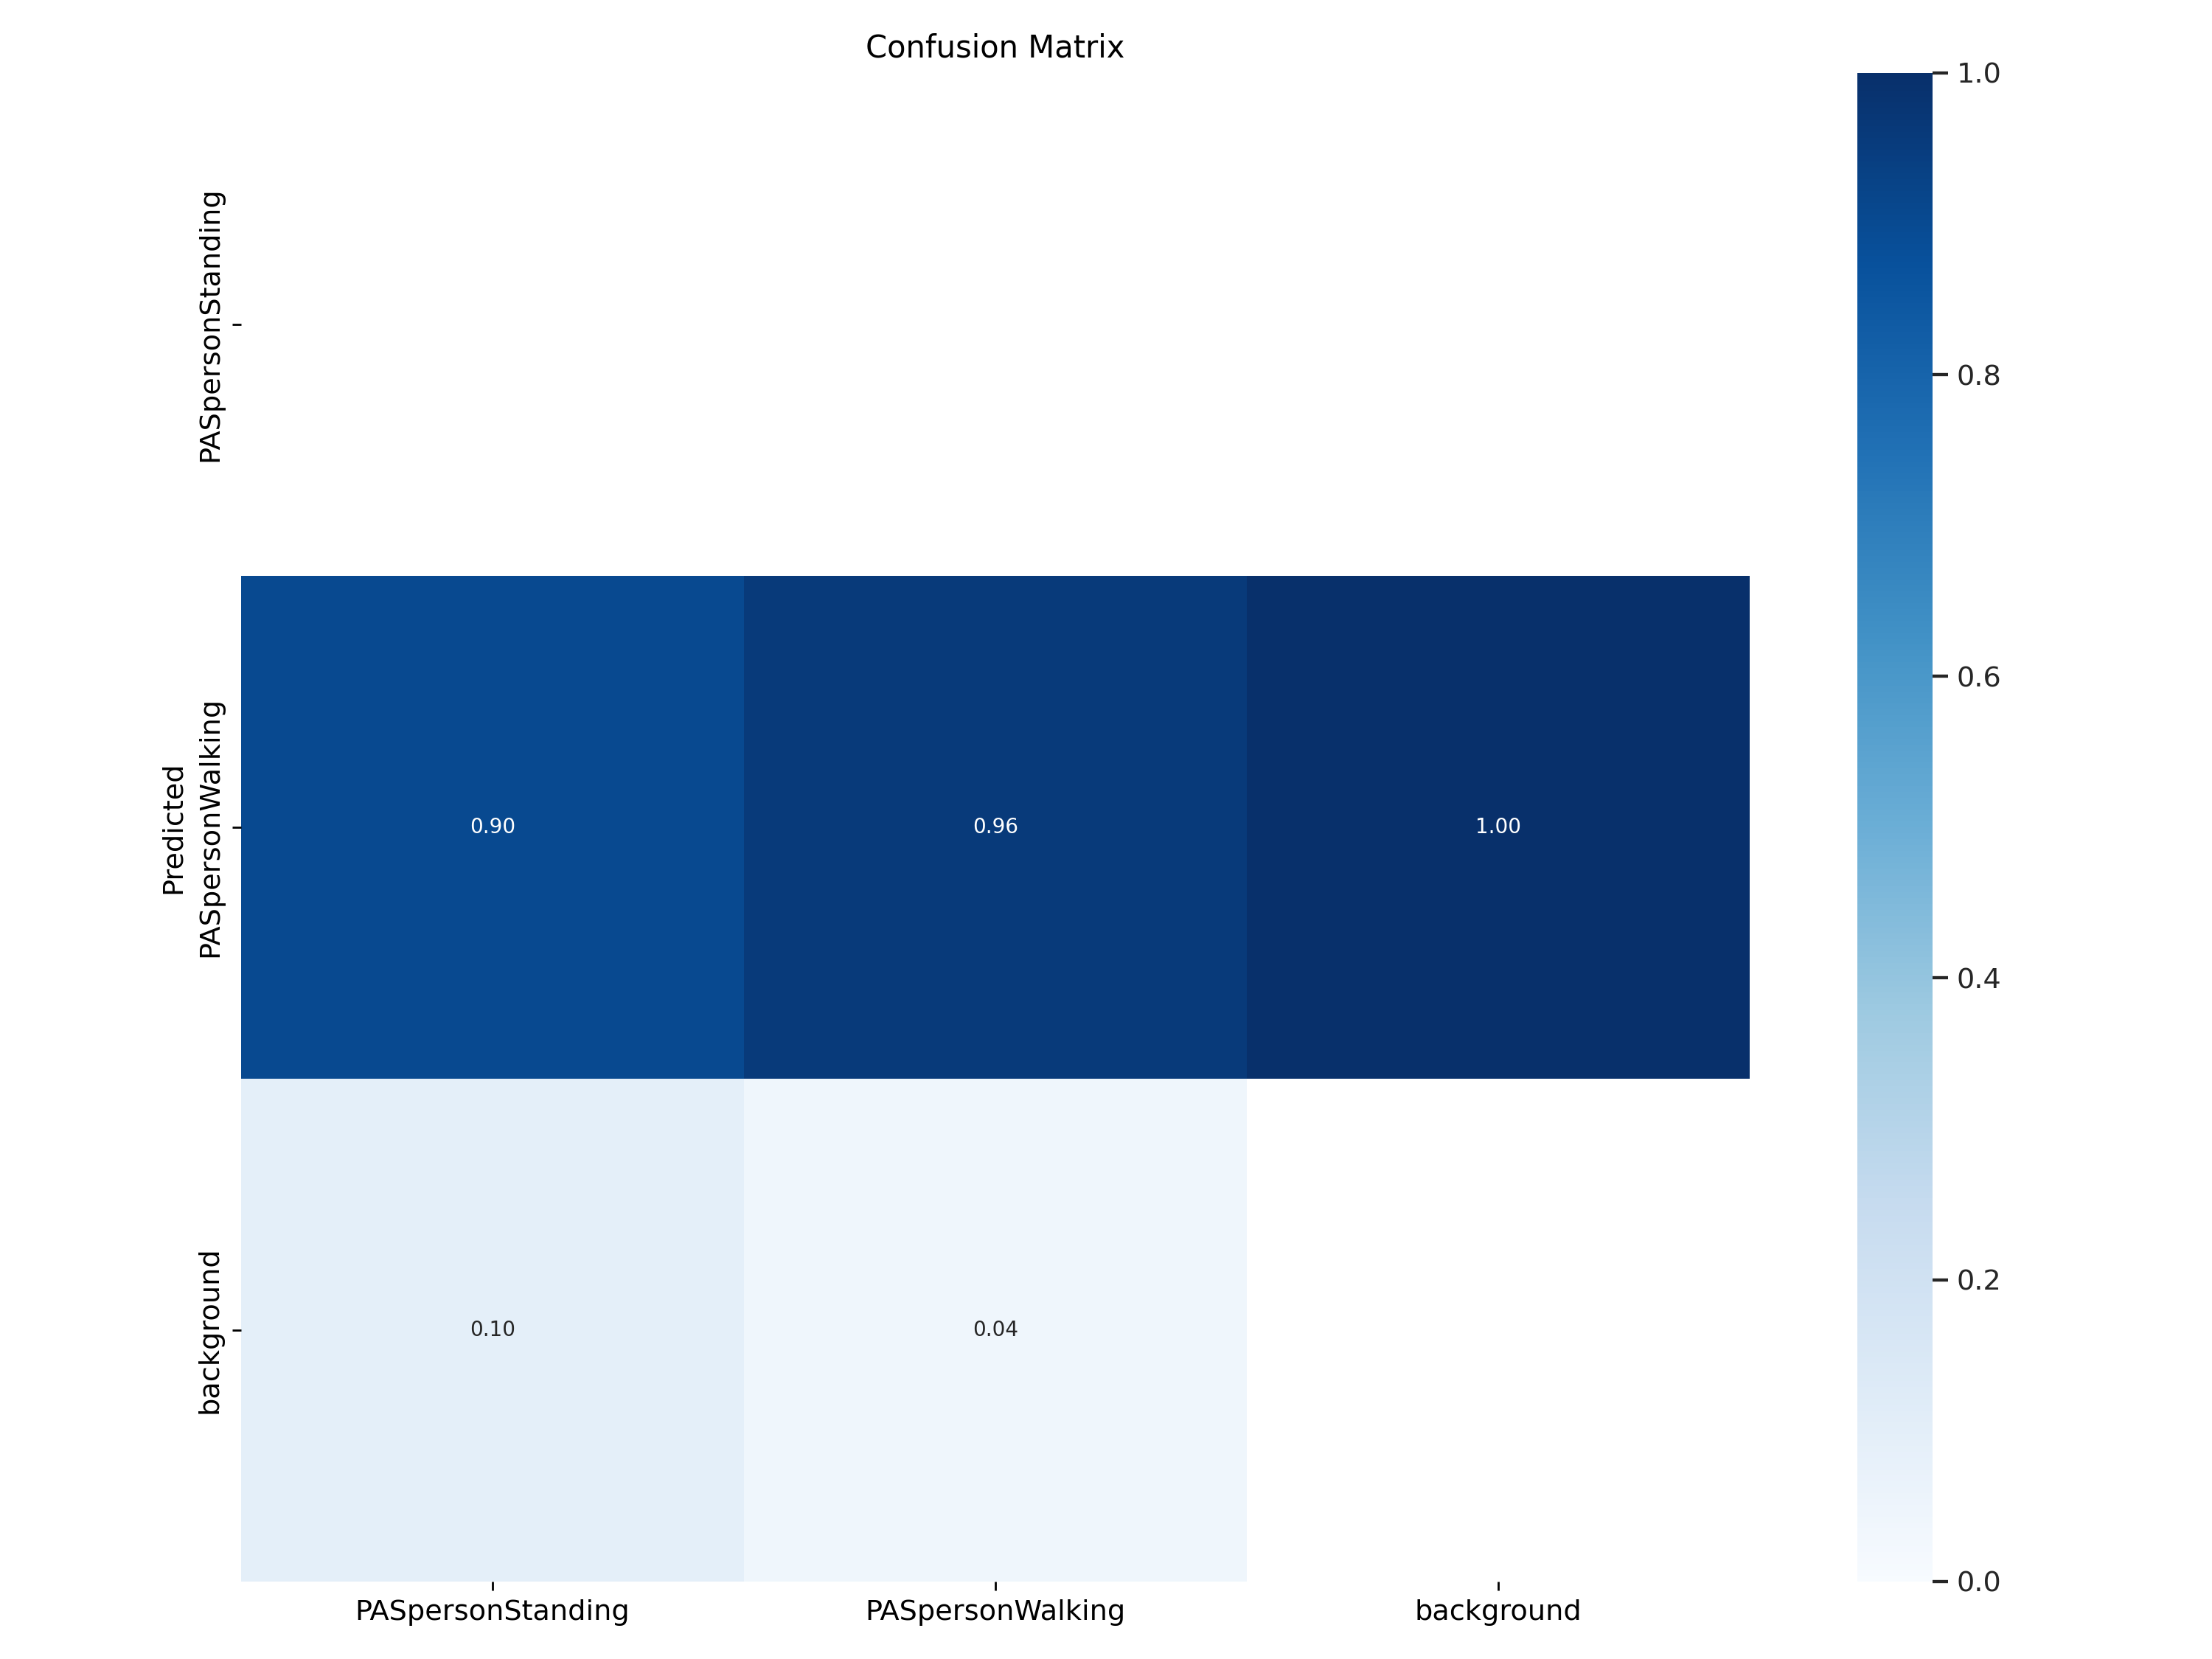 Confusion Matrix
PASpersonStanding
PASpersonWalking
background
Predicted
0.90 0.96 1.00
0.10 0.04
PASpersonStanding PASpersonWalking background
1.0
0.8
0.6
0.4
0.2
0.0